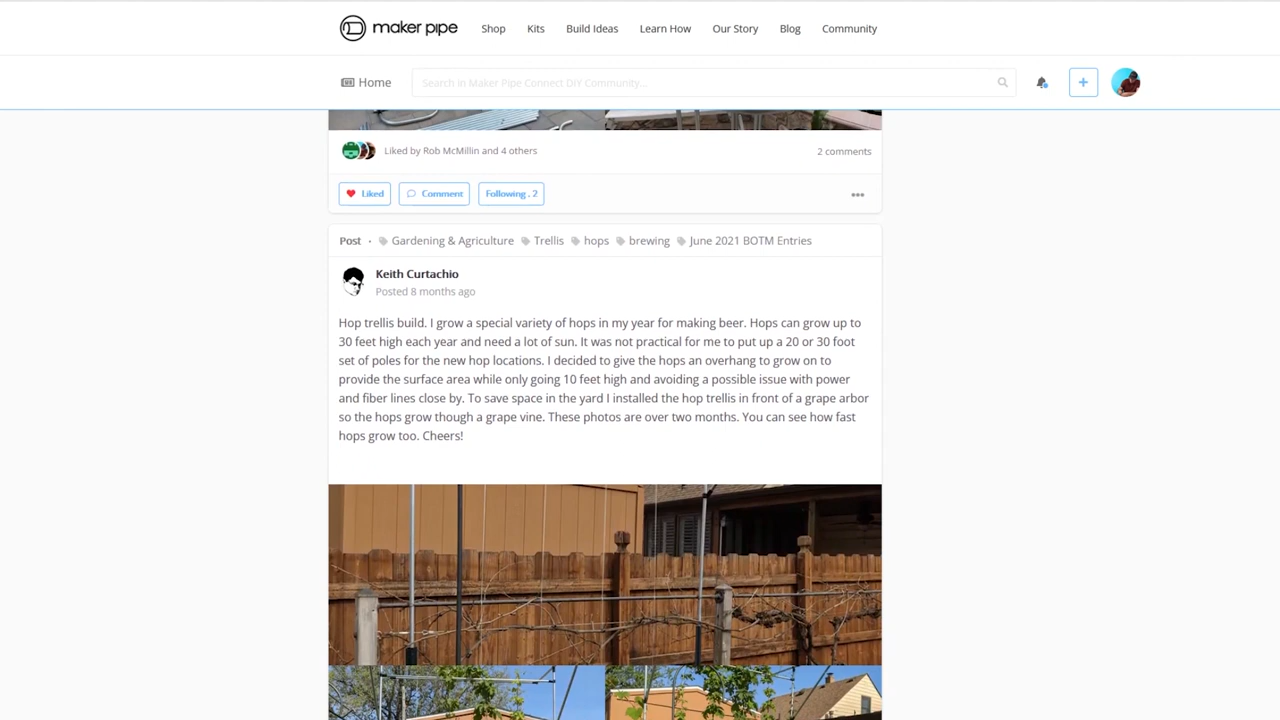 maker pipe Shop Kits Build Ideas Learn How Our Story Blog Community
Home Search in Maker Pipe Connect DIY Community... +
Liked by Rob McMillin and 4 others 2 comments
Liked Comment Following . 2
Post · Gardening & Agriculture Trellis hops brewing June 2021 BOTM Entries
Keith Curtachio
Posted 8 months ago
Hop trellis build. I grow a special variety of hops in my year for making beer. Hops can grow up to
30 feet high each year and need a lot of sun. It was not practical for me to put up a 20 or 30 foot
set of poles for the new hop locations. I decided to give the hops an overhang to grow on to
provide the surface area while only going 10 feet high and avoiding a possible issue with power
and fiber lines close by. To save space in the yard I installed the hop trellis in front of a grape arbor
so the hops grow though a grape vine. These photos are over two months. You can see how fast
hops grow too. Cheers!